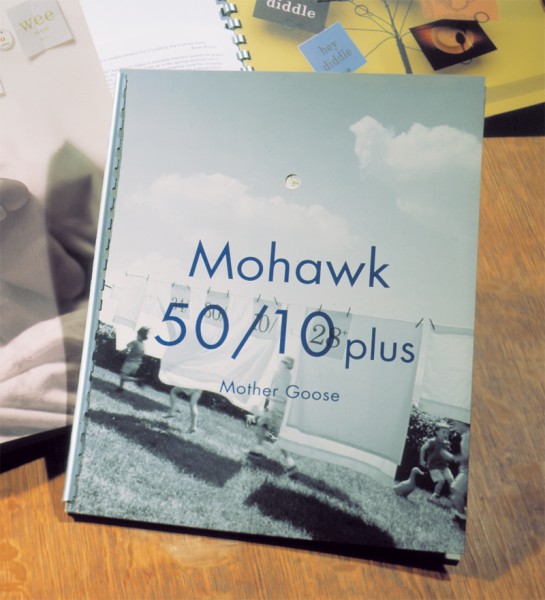 wee
diddle
hey
diddle
Mohawk
50/10 plus
Mother Goose